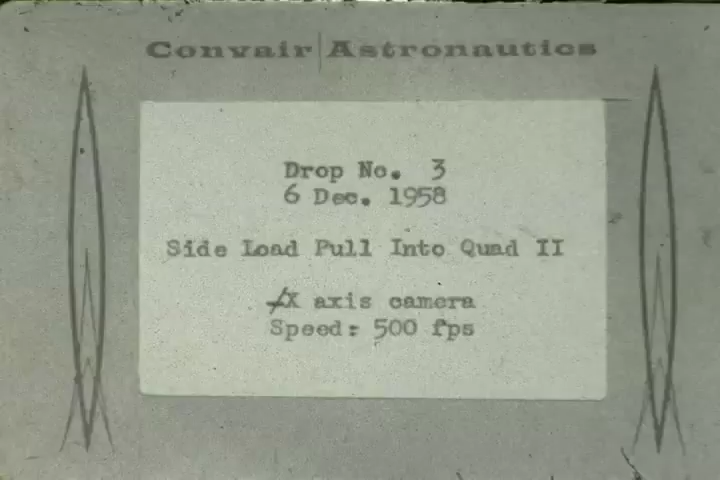 Convair Astronautics
Drop No. 3
6 Dec. 1958
Side Load Pull Into Quad II
+X axis camera
Speed: 500 fps